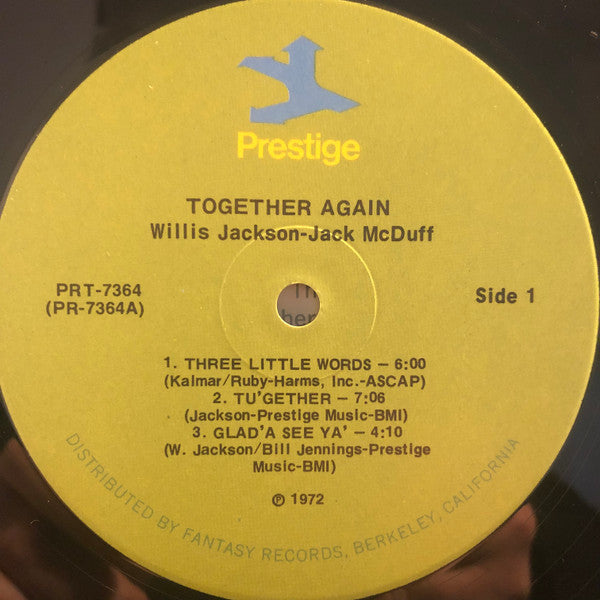 Prestige
TOGETHER AGAIN
Willis Jackson-Jack McDuff
PRT-7364
(PR-7364A)
Side 1
1. THREE LITTLE WORDS – 6:00
(Kalmar/Ruby-Harms, Inc.-ASCAP)
2. TU'GETHER – 7:06
(Jackson-Prestige Music-BMI)
3. GLAD'A SEE YA' – 4:10
(W. Jackson/Bill Jennings-Prestige
Music-BMI)
℗ 1972
DISTRIBUTED BY FANTASY RECORDS, BERKELEY, CALIFORNIA